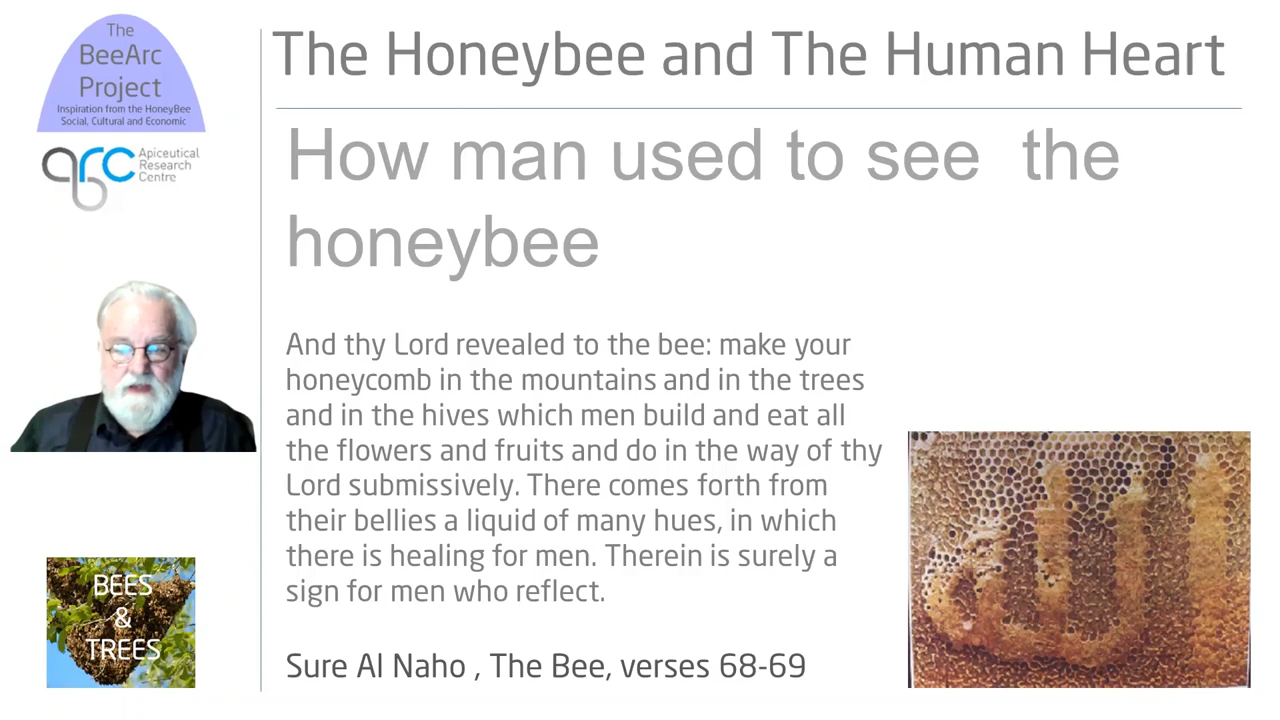 The
BeeArc
Project
Inspiration from the HoneyBee
Social, Cultural and Economic
arc
Apiceutical
Research
Centre
The Honeybee and The Human Heart
How man used to see the
honeybee
And thy Lord revealed to the bee: make your
honeycomb in the mountains and in the trees
and in the hives which men build and eat all
the flowers and fruits and do in the way of thy
Lord submissively. There comes forth from
their bellies a liquid of many hues, in which
there is healing for men. Therein is surely a
sign for men who reflect.
Sure Al Naho , The Bee, verses 68-69
الله
BEES
&
TREES